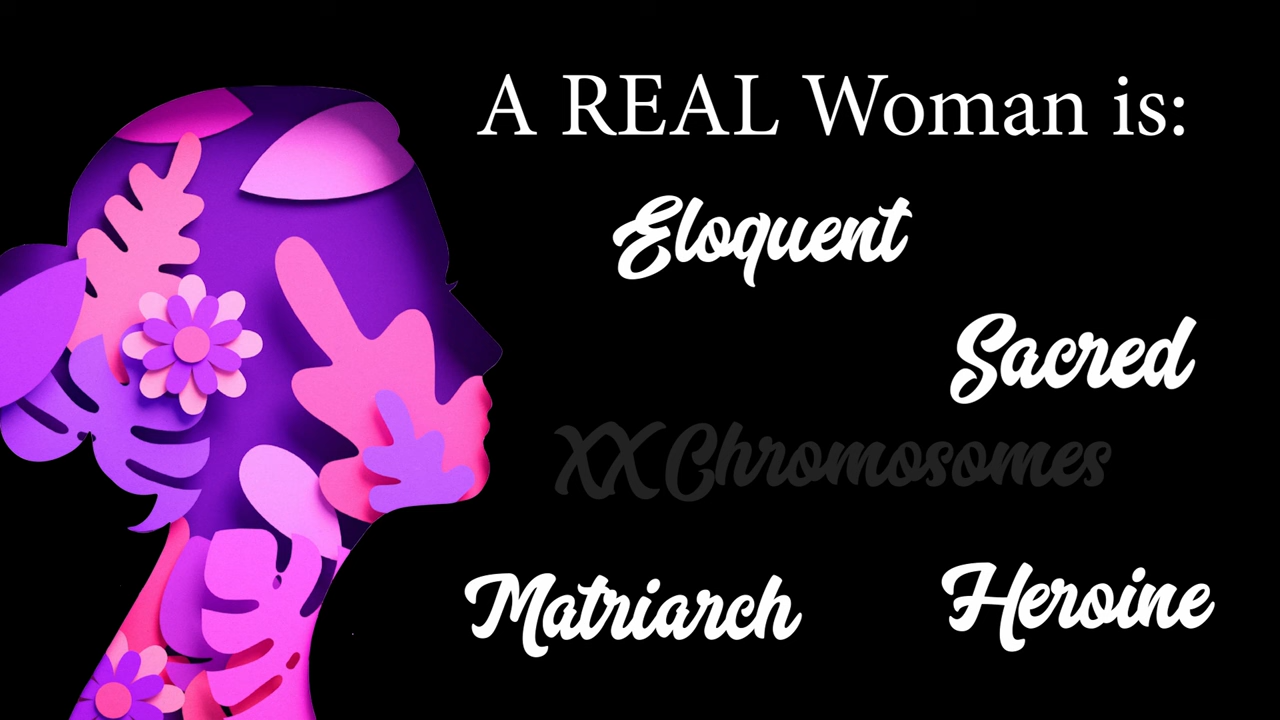 A REAL Woman is:
Eloquent
Sacred
XX Chromosomes
Matriarch
Heroine